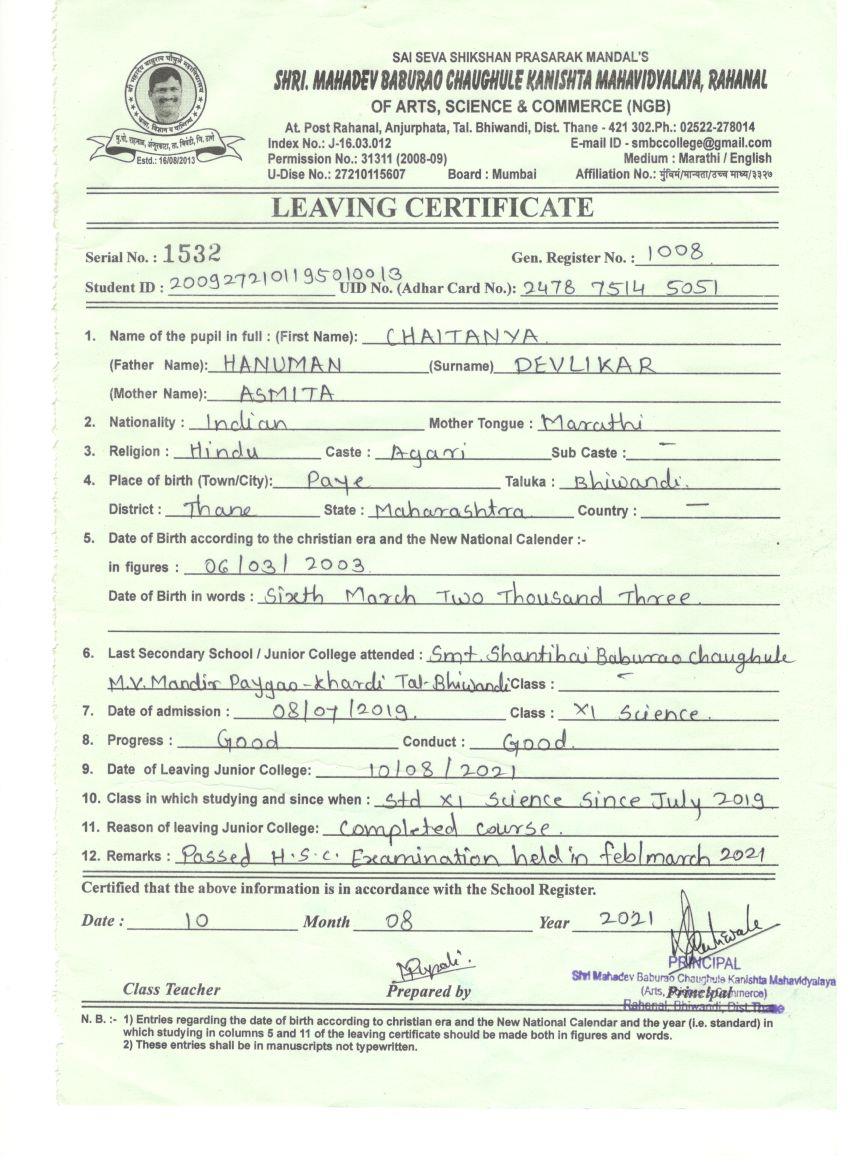 श्री महादेव बाबुराव चौघुले महाविद्यालय
कला, विज्ञान व वाणिज्य
मु.पो. राहनाळ, अंजुरफाटा, ता. भिवंडी, जि. ठाणे
Estd.: 16/08/2013
SAI SEVA SHIKSHAN PRASARAK MANDAL'S
SHRI. MAHADEV BABURAO CHAUGHULE KANISHTA MAHAVIDYALAYA, RAHANAL
OF ARTS, SCIENCE & COMMERCE (NGB)
At. Post Rahanal, Anjurphata, Tal. Bhiwandi, Dist. Thane - 421 302.Ph.: 02522-278014
Index No.: J-16.03.012 E-mail ID - smbccollege@gmail.com
Permission No.: 31311 (2008-09) Medium : Marathi / English
U-Dise No.: 27210115607 Board : Mumbai Affiliation No.: मुंविमं/मान्यता/उच्च माध्य/३३२७
LEAVING CERTIFICATE
Serial No. : 1532 Gen. Register No. : 1008
Student ID : 2009272101195010013 UID No. (Adhar Card No.): 2478 7514 5051
1. Name of the pupil in full : (First Name): CHAITANYA
(Father Name): HANUMAN (Surname) DEVLIKAR
(Mother Name): ASMITA
2. Nationality : Indian Mother Tongue : Marathi
3. Religion : Hindu Caste : Agari Sub Caste : —
4. Place of birth (Town/City): Paye Taluka : Bhiwandi.
District : Thane State : Maharashtra Country : —
5. Date of Birth according to the christian era and the New National Calender :-
in figures : 06/03/2003
Date of Birth in words : Sixth March Two Thousand Three.
6. Last Secondary School / Junior College attended : Smt. Shantibai Baburao chaughule
M.V. Mandir Paygao-khardi Tal-Bhiwandi Class : -
7. Date of admission : 08/07/2019. Class : XI Science.
8. Progress : Good Conduct : Good.
9. Date of Leaving Junior College: 10/08/2021
10. Class in which studying and since when : Std XI Science Since July 2019
11. Reason of leaving Junior College: Completed course.
12. Remarks : Passed H.S.C. Examination held in feb/march 2021
Certified that the above information is in accordance with the School Register.
Date : 10 Month 08 Year 2021
PRINCIPAL
Shri Mahadev Baburao Chaughule Kanishta Mahavidyalaya
(Arts, Science & Commerce)
Rahanal, Bhiwandi, Dist Thane
Class Teacher Prepared by Principal
N. B. :- 1) Entries regarding the date of birth according to christian era and the New National Calendar and the year (i.e. standard) in
which studying in columns 5 and 11 of the leaving certificate should be made both in figures and words.
2) These entries shall be in manuscripts not typewritten.